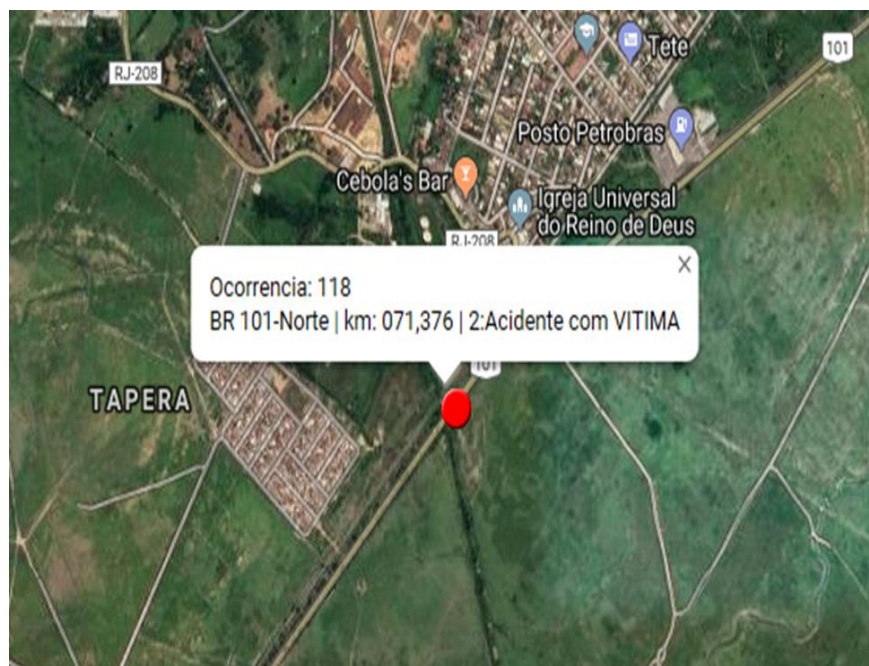 101
RJ-208
Tete
Posto Petrobras
Cebola's Bar
Igreja Universal
do Reino de Deus
RJ-208
Ocorrencia: 118
BR 101-Norte | km: 071,376 | 2:Acidente com VITIMA
101
TAPERA